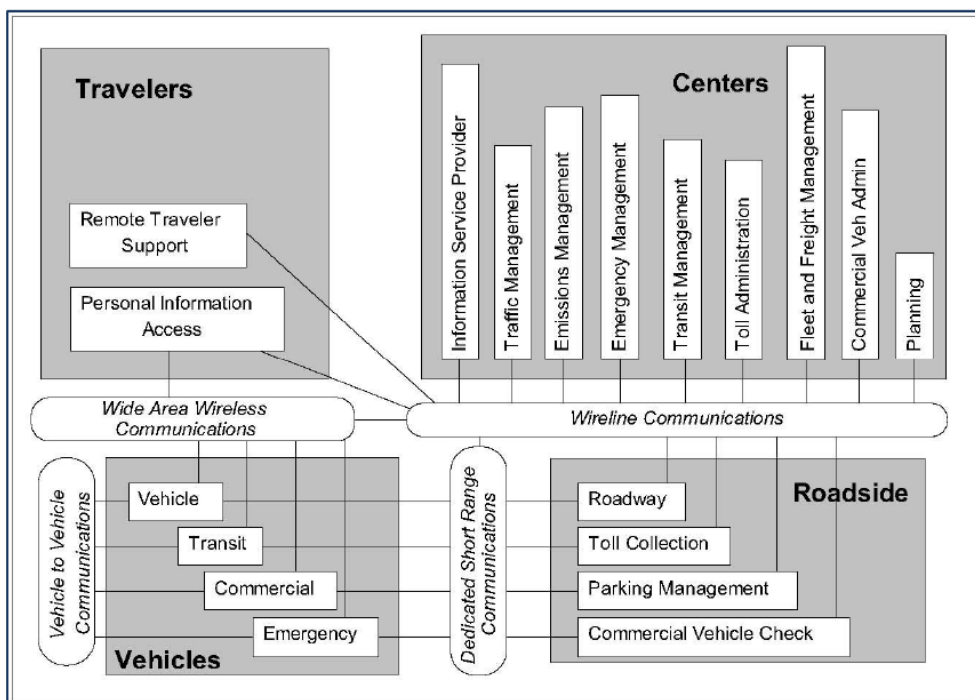 Travelers
Remote Traveler
Support
Personal Information
Access
Centers
Information Service Provider
Traffic Management
Emissions Management
Emergency Management
Transit Management
Toll Administration
Fleet and Freight Management
Commercial Veh Admin
Planning
Wide Area Wireless
Communications
Wireline Communications
Vehicle to Vehicle
Communications
Vehicle
Transit
Commercial
Emergency
Vehicles
Dedicated Short Range
Communications
Roadside
Roadway
Toll Collection
Parking Management
Commercial Vehicle Check